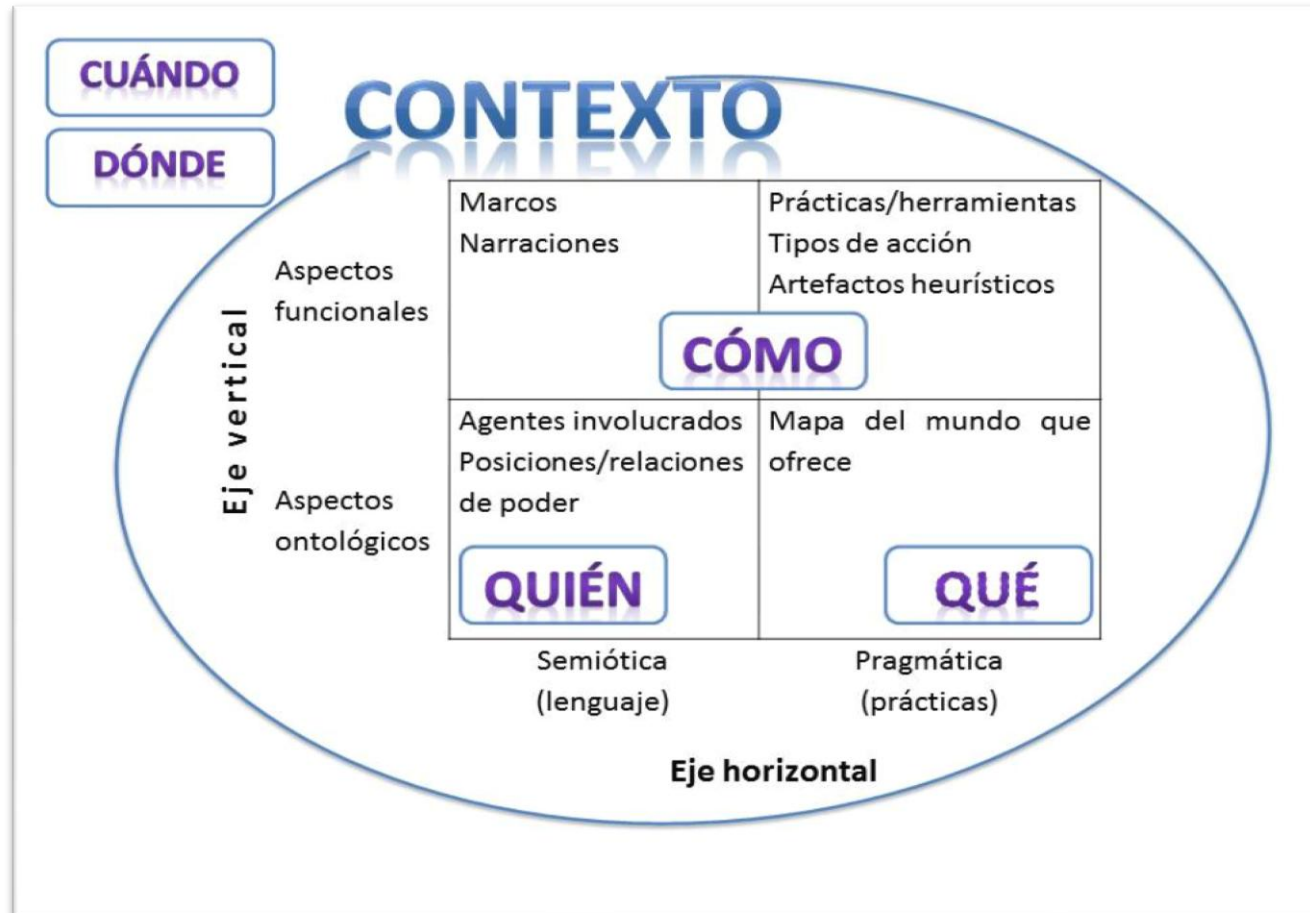 CUÁNDO
DÓNDE
CONTEXTO
Eje vertical
Aspectos
funcionales
Marcos
Narraciones
Prácticas/herramientas
Tipos de acción
Artefactos heurísticos
CÓMO
Aspectos
ontológicos
Agentes involucrados
Posiciones/relaciones
de poder
QUIÉN
Mapa del mundo que
ofrece
QUÉ
Semiótica
(lenguaje)
Pragmática
(prácticas)
Eje horizontal